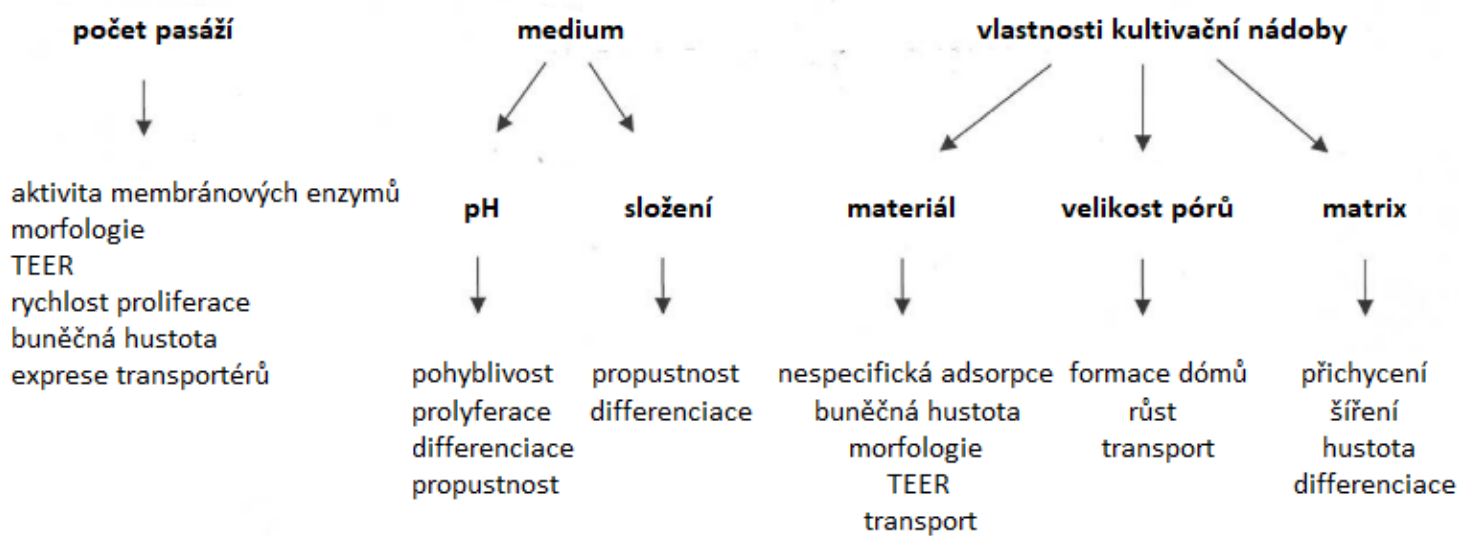 počet pasáží
aktivita membránových enzymů
morfologie
TEER
rychlost proliferace
buněčná hustota
exprese transportérů
medium
pH
pohyblivost
prolyferace
differenciace
propustnost
složení
propustnost
differenciace
vlastnosti kultivační nádoby
materiál
nespecifická adsorpce
buněčná hustota
morfologie
TEER
transport
velikost pórů
formace dómů
růst
transport
matrix
přichycení
šíření
hustota
differenciace